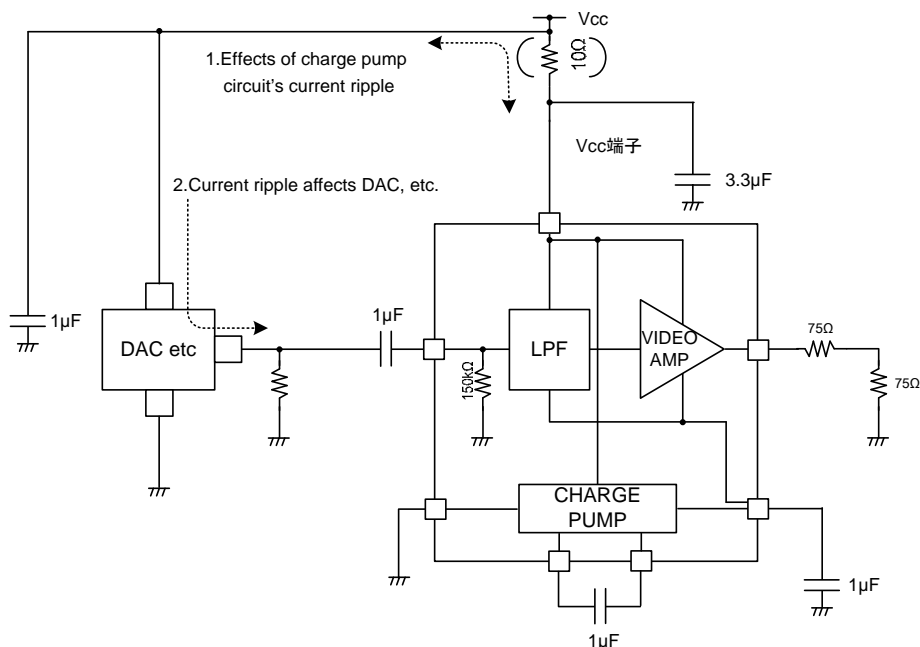 Vcc
1.Effects of charge pump
circuit's current ripple
10Ω
Vcc端子
3.3μF
2.Current ripple affects DAC, etc.
1μF
DAC etc
1μF
150kΩ
LPF
VIDEO
AMP
75Ω
75Ω
CHARGE
PUMP
1μF
1μF